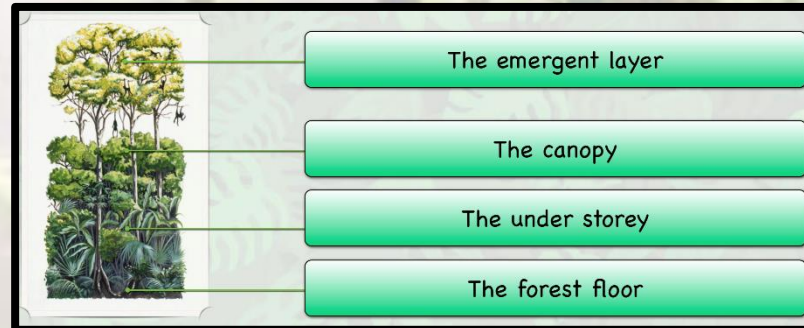 The emergent layer
The canopy
The under storey
The forest floor